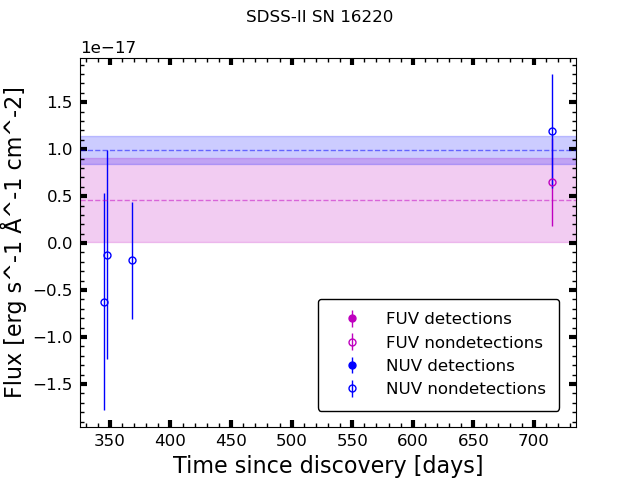 SDSS-II SN 16220
1e−17
1.5
1.0
0.5
0.0
−0.5
−1.0
−1.5
Flux [erg s^-1 Å^-1 cm^-2]
FUV detections
FUV nondetections
NUV detections
NUV nondetections
350 400 450 500 550 600 650 700
Time since discovery [days]